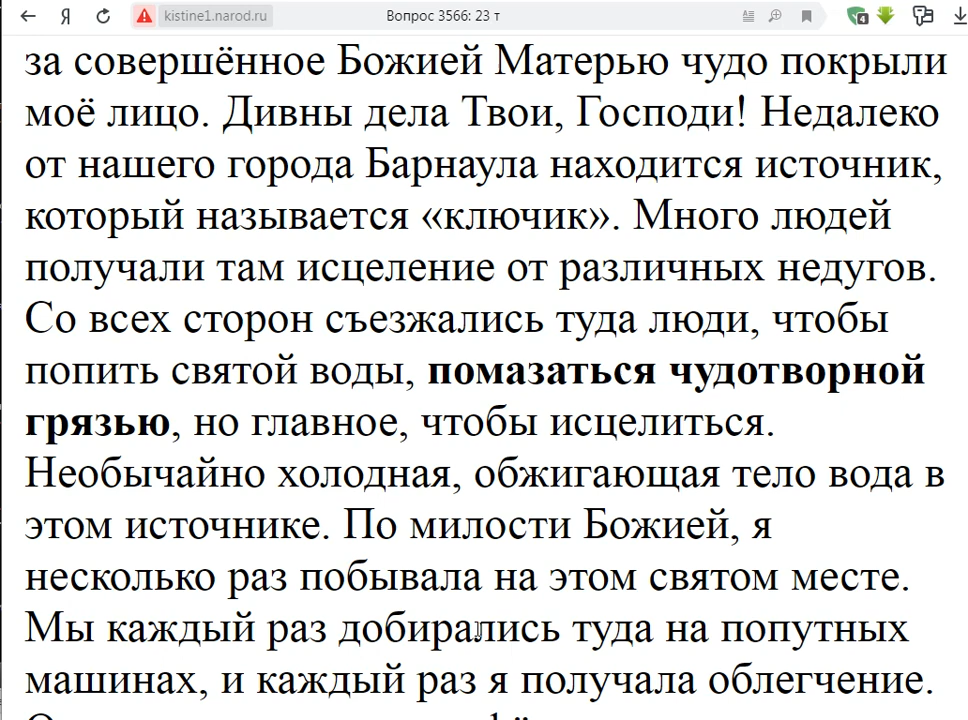 kistine1.narod.ru
Вопрос 3566: 23 т
4
за совершённое Божией Матерью чудо покрыли
моё лицо. Дивны дела Твои, Господи! Недалеко
от нашего города Барнаула находится источник,
который называется «ключик». Много людей
получали там исцеление от различных недугов.
Со всех сторон съезжались туда люди, чтобы
попить святой воды, помазаться чудотворной
грязью, но главное, чтобы исцелиться.
Необычайно холодная, обжигающая тело вода в
этом источнике. По милости Божией, я
несколько раз побывала на этом святом месте.
Мы каждый раз добирались туда на попутных
машинах, и каждый раз я получала облегчение.